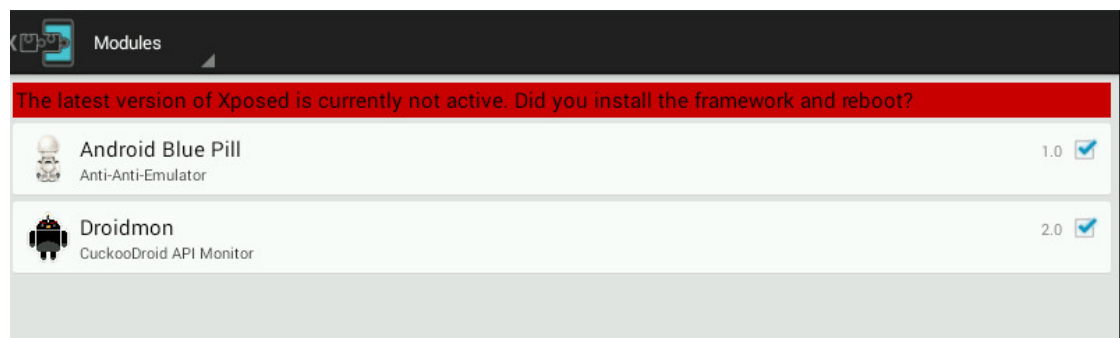 Modules
The latest version of Xposed is currently not active. Did you install the framework and reboot?
Android Blue Pill
1.0
Anti-Anti-Emulator
Droidmon
2.0
CuckooDroid API Monitor